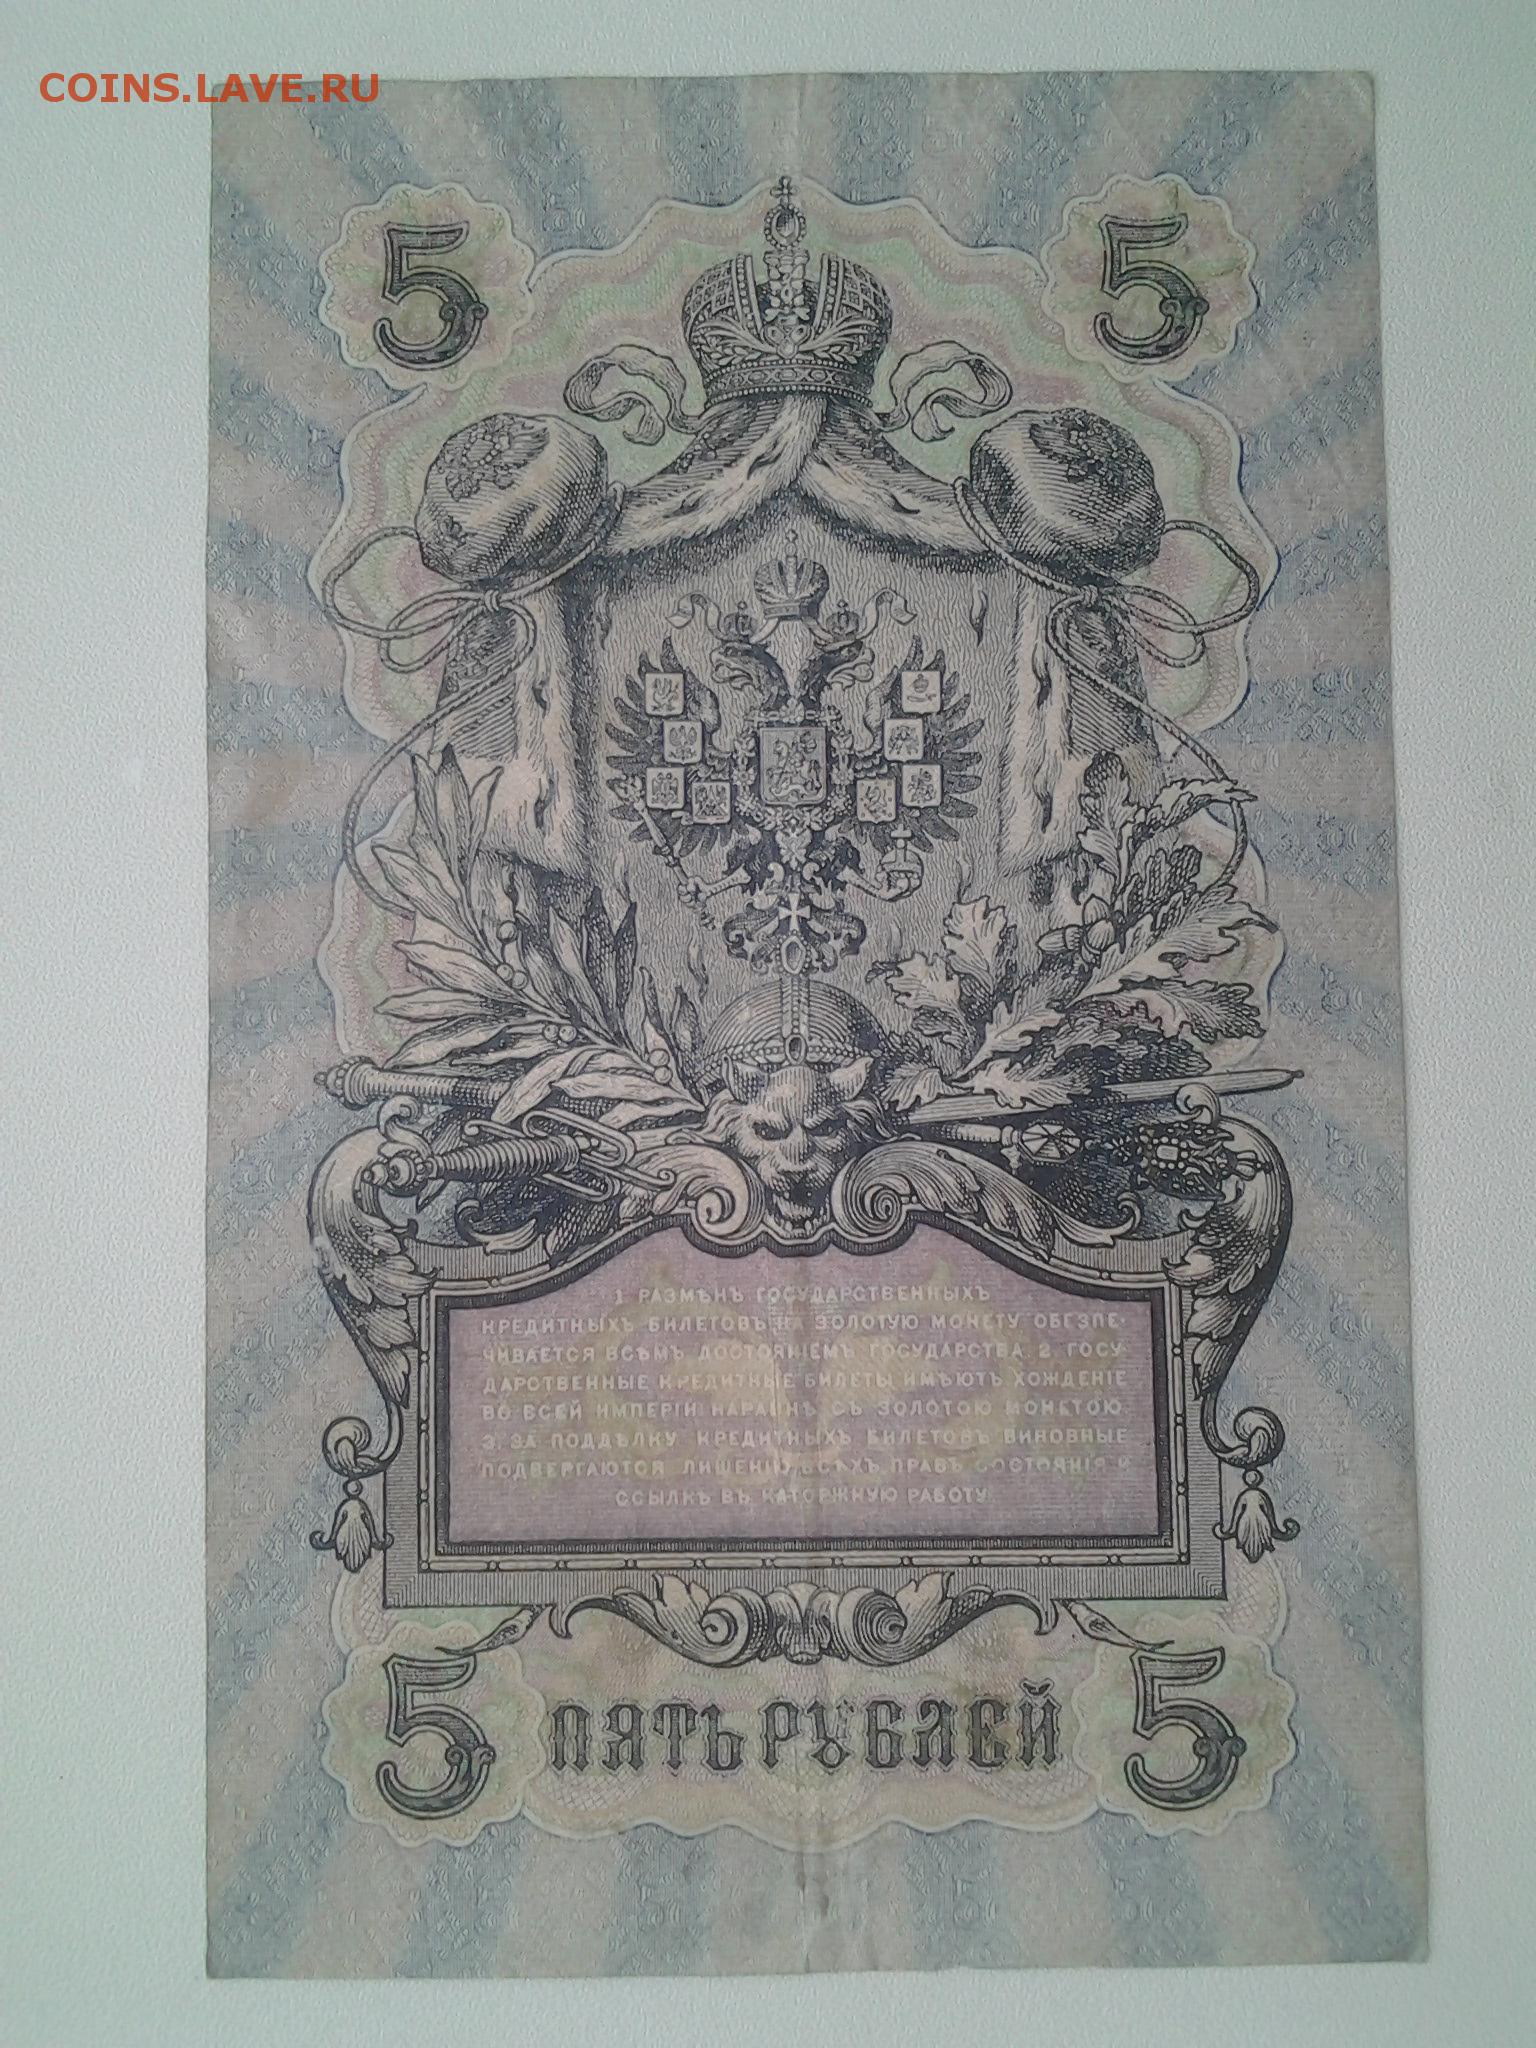 COINS.LAVE.RU
5 5
1 РАЗМѢНЪ ГОСУДАРСТВЕННЫХЪ
КРЕДИТНЫХЪ БИЛЕТОВЪ НА ЗОЛОТУЮ МОНЕТУ ОБЕЗПЕ-
ЧИВАЕТСЯ ВСѢМЪ ДОСТОЯНІЕМЪ ГОСУДАРСТВА. 2. ГОСУ-
ДАРСТВЕННЫЕ КРЕДИТНЫЕ БИЛЕТЫ ИМѢЮТЪ ХОЖДЕНІЕ
ВО ВСЕЙ ИМПЕРІИ НАРАВНѢ СЪ ЗОЛОТОЮ МОНЕТОЮ.
3. ЗА ПОДДѢЛКУ КРЕДИТНЫХЪ БИЛЕТОВЪ ВИНОВНЫЕ
ПОДВЕРГАЮТСЯ ЛИШЕНІЮ ВСѢХЪ ПРАВЪ СОСТОЯНІЯ И
ССЫЛКѢ ВЪ КАТОРЖНУЮ РАБОТУ.
5 ПЯТЬ РУБЛЕЙ 5